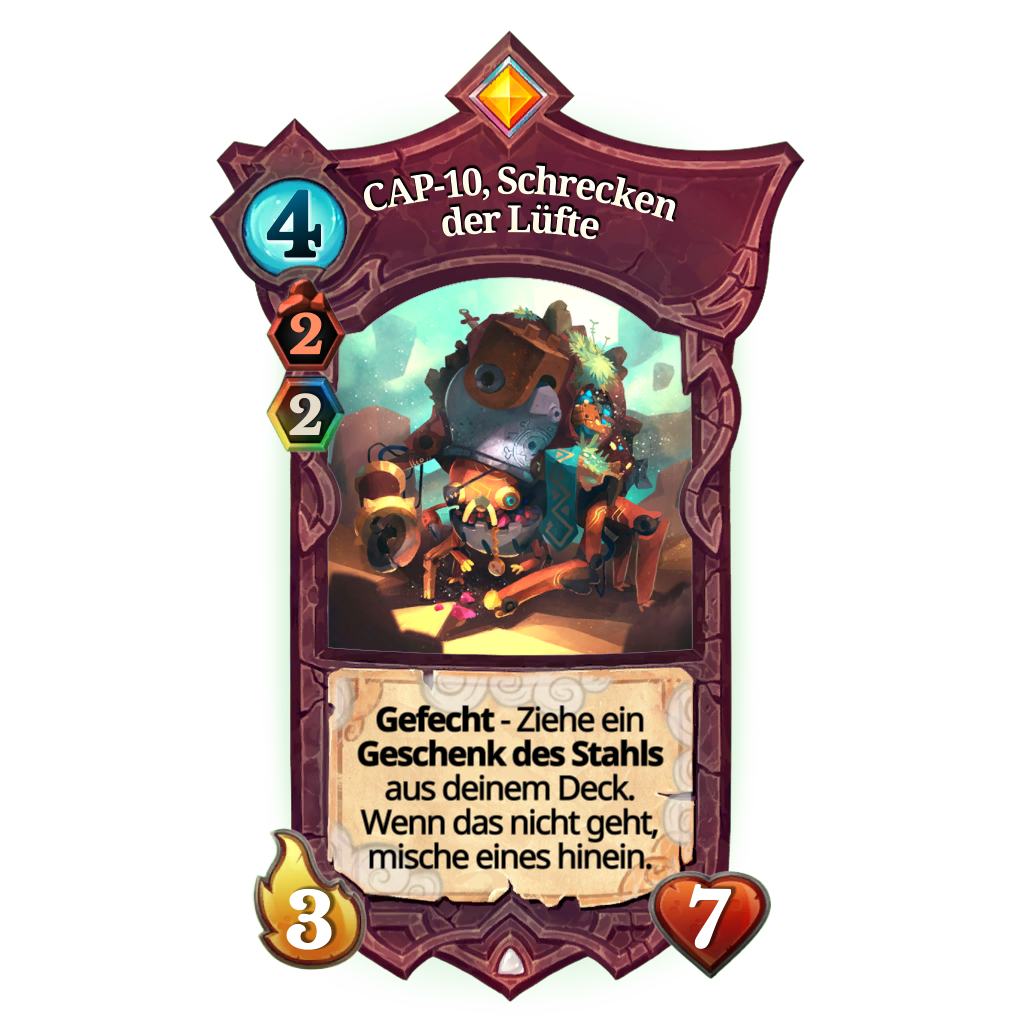 CAP-10, Schrecken
der Lüfte
4
2
2
Gefecht - Ziehe ein
Geschenk des Stahls
aus deinem Deck.
Wenn das nicht geht,
mische eines hinein.
3
7